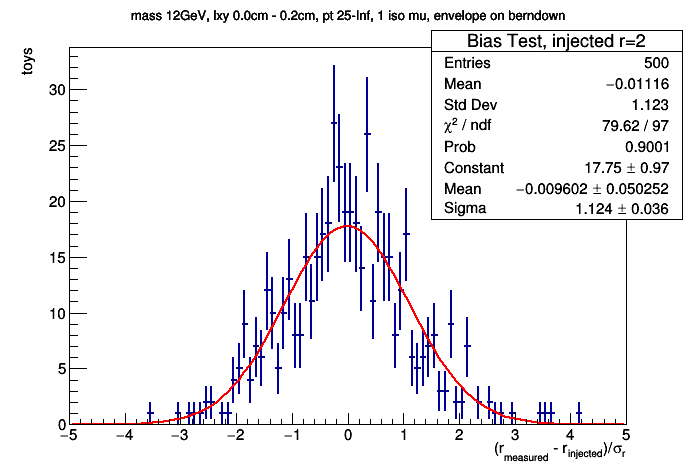 mass 12GeV, lxy 0.0cm - 0.2cm, pt 25-Inf, 1 iso mu, envelope on berndown
Bias Test, injected r=2
Entries 500
Mean −0.01116
Std Dev 1.123
χ² / ndf 79.62 / 97
Prob 0.9001
Constant 17.75 ± 0.97
Mean −0.009602 ± 0.050252
Sigma 1.124 ± 0.036
toys
30
25
20
15
10
5
0
−5 −4 −3 −2 −1 0 1 2 3 4 5
(r_measured - r_injected)/σ_r